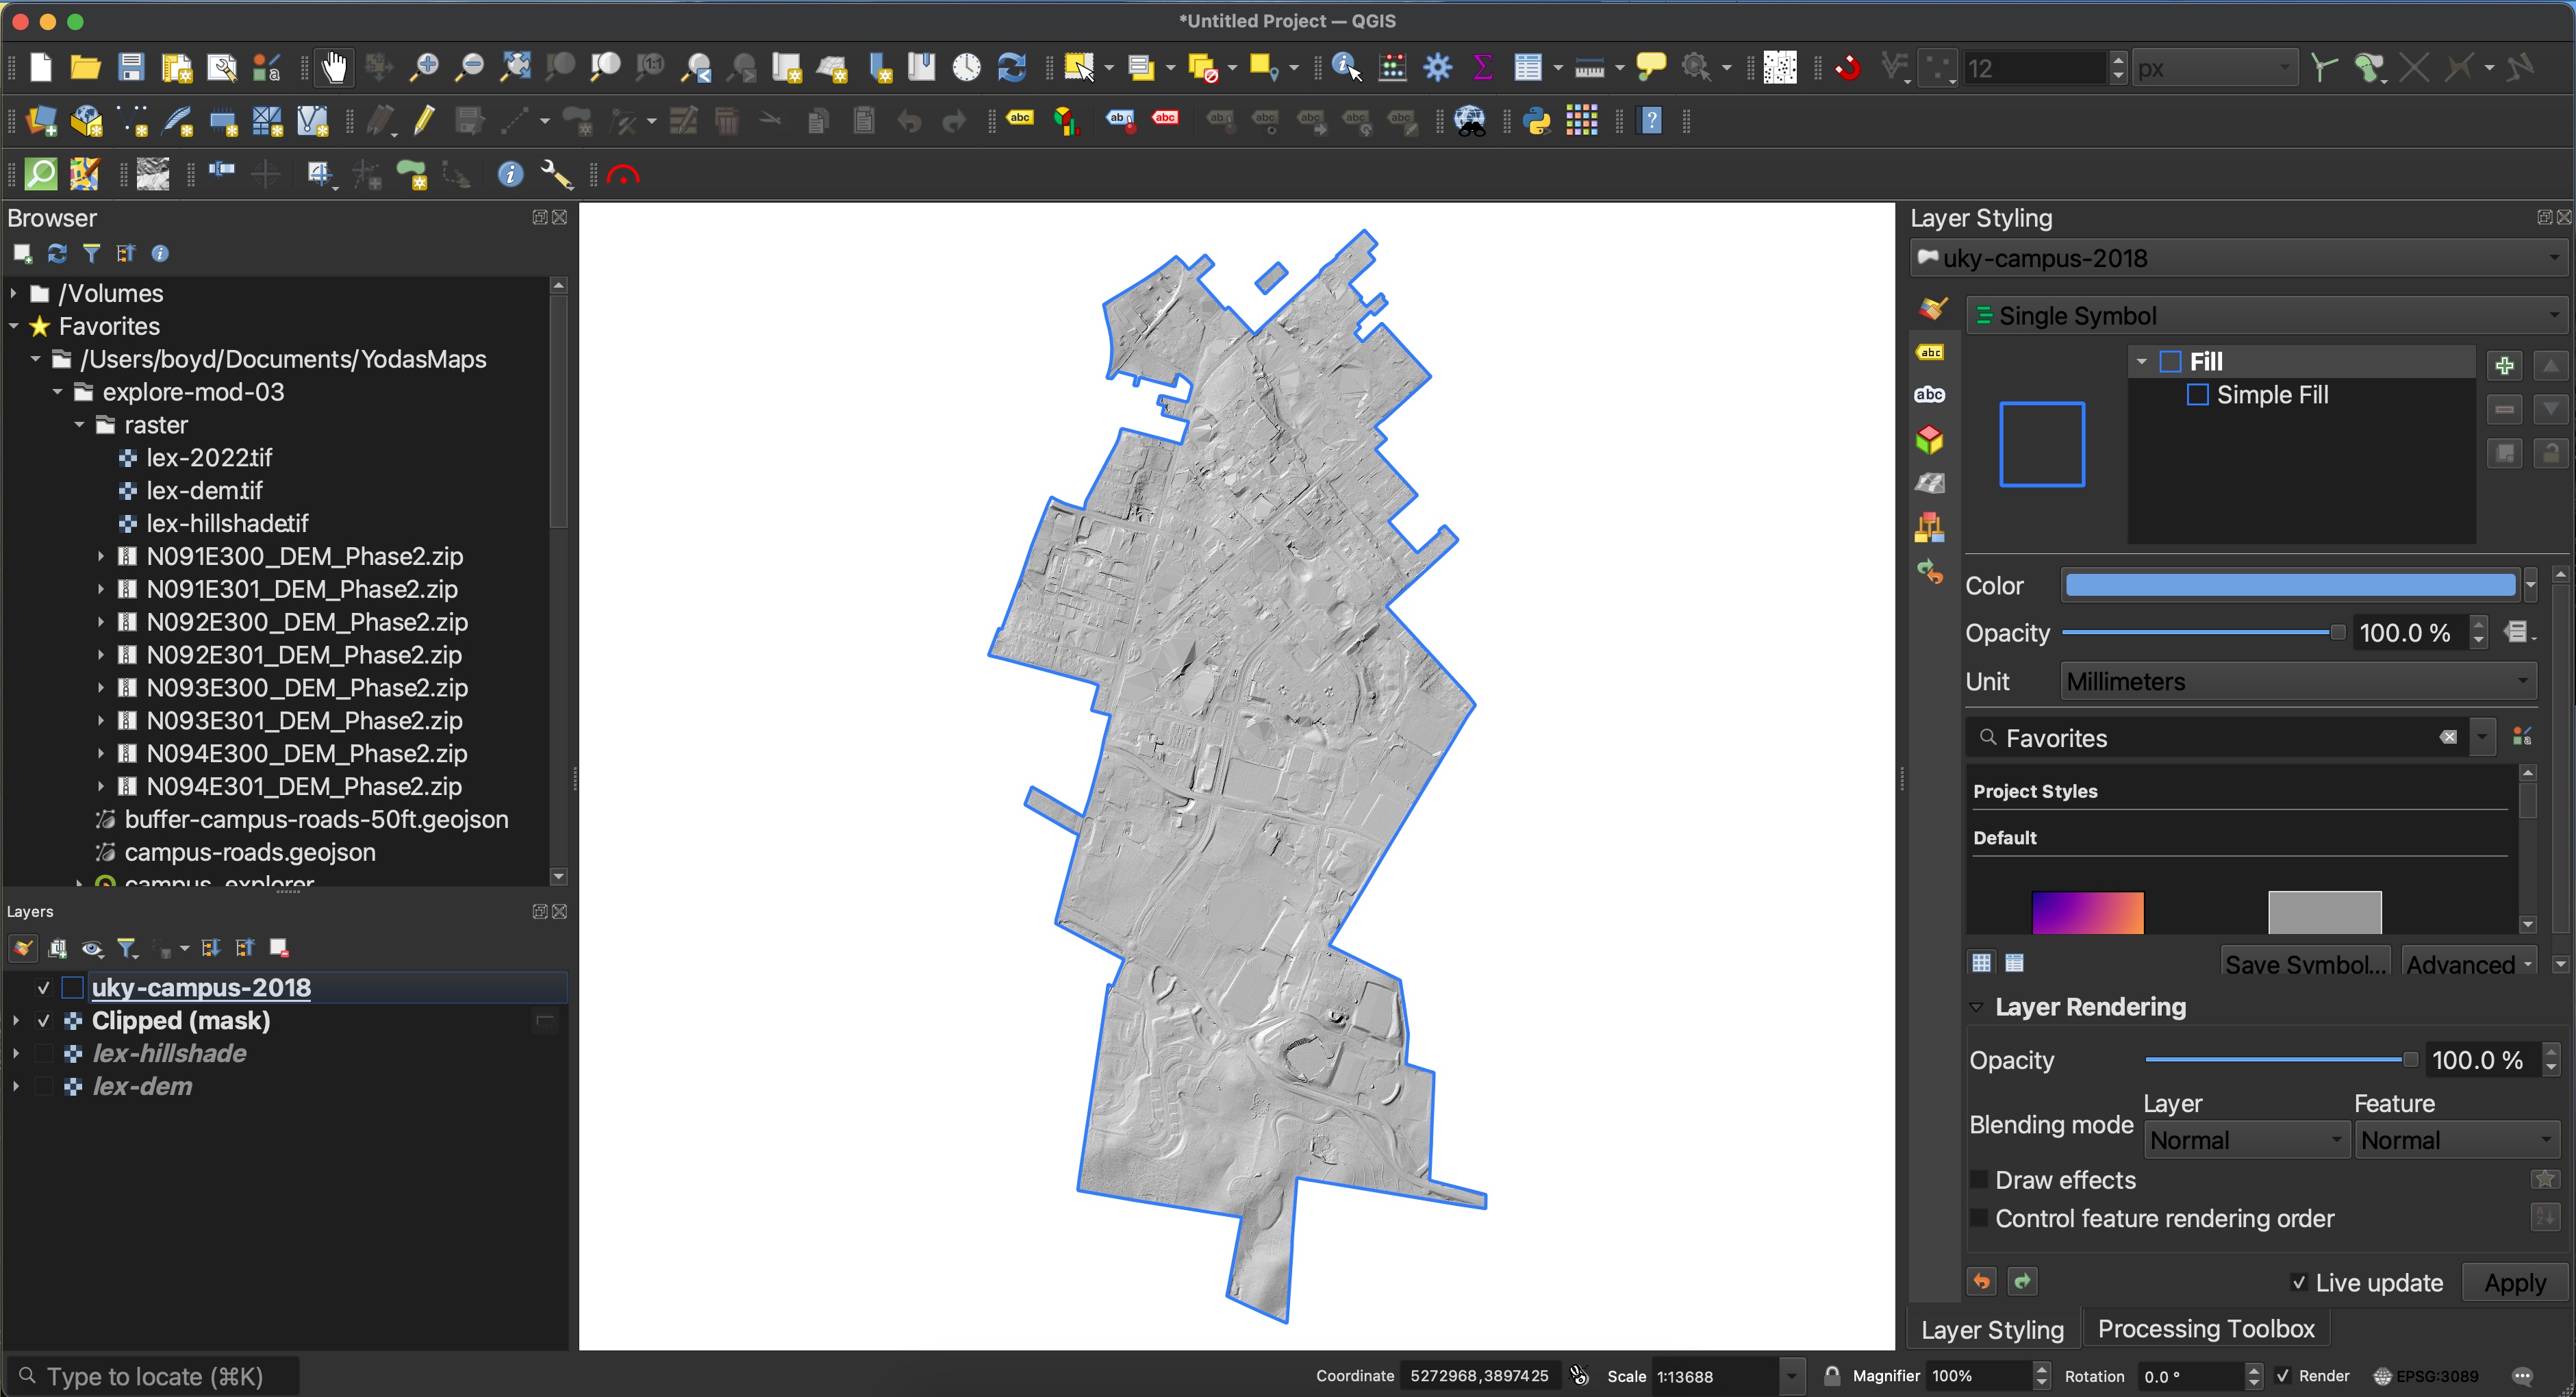 *Untitled Project — QGIS
12
px
abc
ab
abc
Browser
/Volumes
Favorites
/Users/boyd/Documents/YodasMaps
explore-mod-03
raster
lex-2022.tif
lex-dem.tif
lex-hillshade.tif
N091E300_DEM_Phase2.zip
N091E301_DEM_Phase2.zip
N092E300_DEM_Phase2.zip
N092E301_DEM_Phase2.zip
N093E300_DEM_Phase2.zip
N093E301_DEM_Phase2.zip
N094E300_DEM_Phase2.zip
N094E301_DEM_Phase2.zip
buffer-campus-roads-50ft.geojson
campus-roads.geojson
campus_explorer
Layers
uky-campus-2018
Clipped (mask)
lex-hillshade
lex-dem
Type to locate (⌘K)
Layer Styling
uky-campus-2018
Single Symbol
abc
abc
Fill
Simple Fill
Color
Opacity 100.0 %
Unit Millimeters
Favorites
Project Styles
Default
Save Symbol... Advanced
Layer Rendering
Opacity 100.0 %
Layer Feature
Blending mode Normal Normal
Draw effects
Control feature rendering order
Live update Apply
Layer Styling Processing Toolbox
Coordinate 5272968,3897425 Scale 1:13688 Magnifier 100% Rotation 0.0 ° Render EPSG:3089